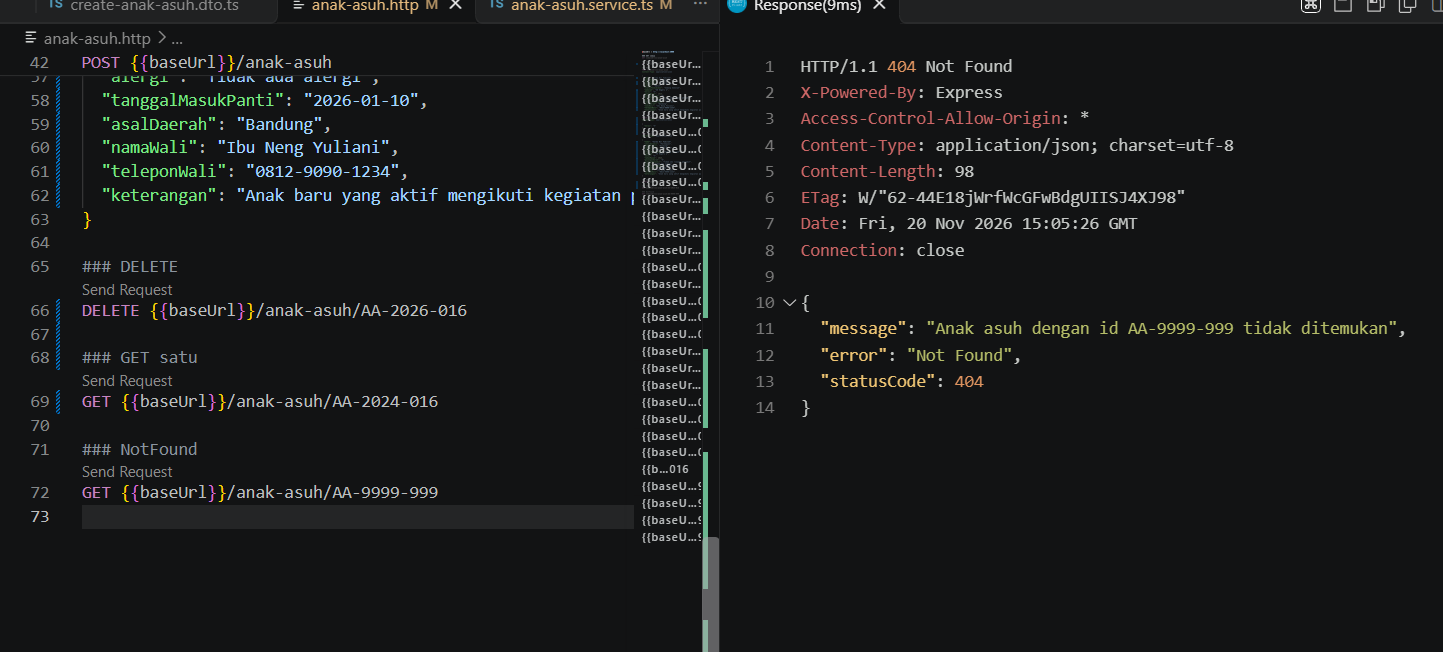 TS create-anak-asuh.dto.ts
anak-asuh.http M
TS anak-asuh.service.ts M
Response(9ms)
anak-asuh.http > ...
42 POST {{baseUrl}}/anak-asuh
57 "alergi": "Tidak ada alergi",
58 "tanggalMasukPanti": "2026-01-10",
59 "asalDaerah": "Bandung",
60 "namaWali": "Ibu Neng Yuliani",
61 "teleponWali": "0812-9090-1234",
62 "keterangan": "Anak baru yang aktif mengikuti kegiatan
63 }
64
65 ### DELETE
Send Request
66 DELETE {{baseUrl}}/anak-asuh/AA-2026-016
67
68 ### GET satu
Send Request
69 GET {{baseUrl}}/anak-asuh/AA-2024-016
70
71 ### NotFound
Send Request
72 GET {{baseUrl}}/anak-asuh/AA-9999-999
73
1 HTTP/1.1 404 Not Found
2 X-Powered-By: Express
3 Access-Control-Allow-Origin: *
4 Content-Type: application/json; charset=utf-8
5 Content-Length: 98
6 ETag: W/"62-44E18jWrfWcGFwBdgUIISJ4XJ98"
7 Date: Fri, 20 Nov 2026 15:05:26 GMT
8 Connection: close
9
10 {
11 "message": "Anak asuh dengan id AA-9999-999 tidak ditemukan",
12 "error": "Not Found",
13 "statusCode": 404
14 }